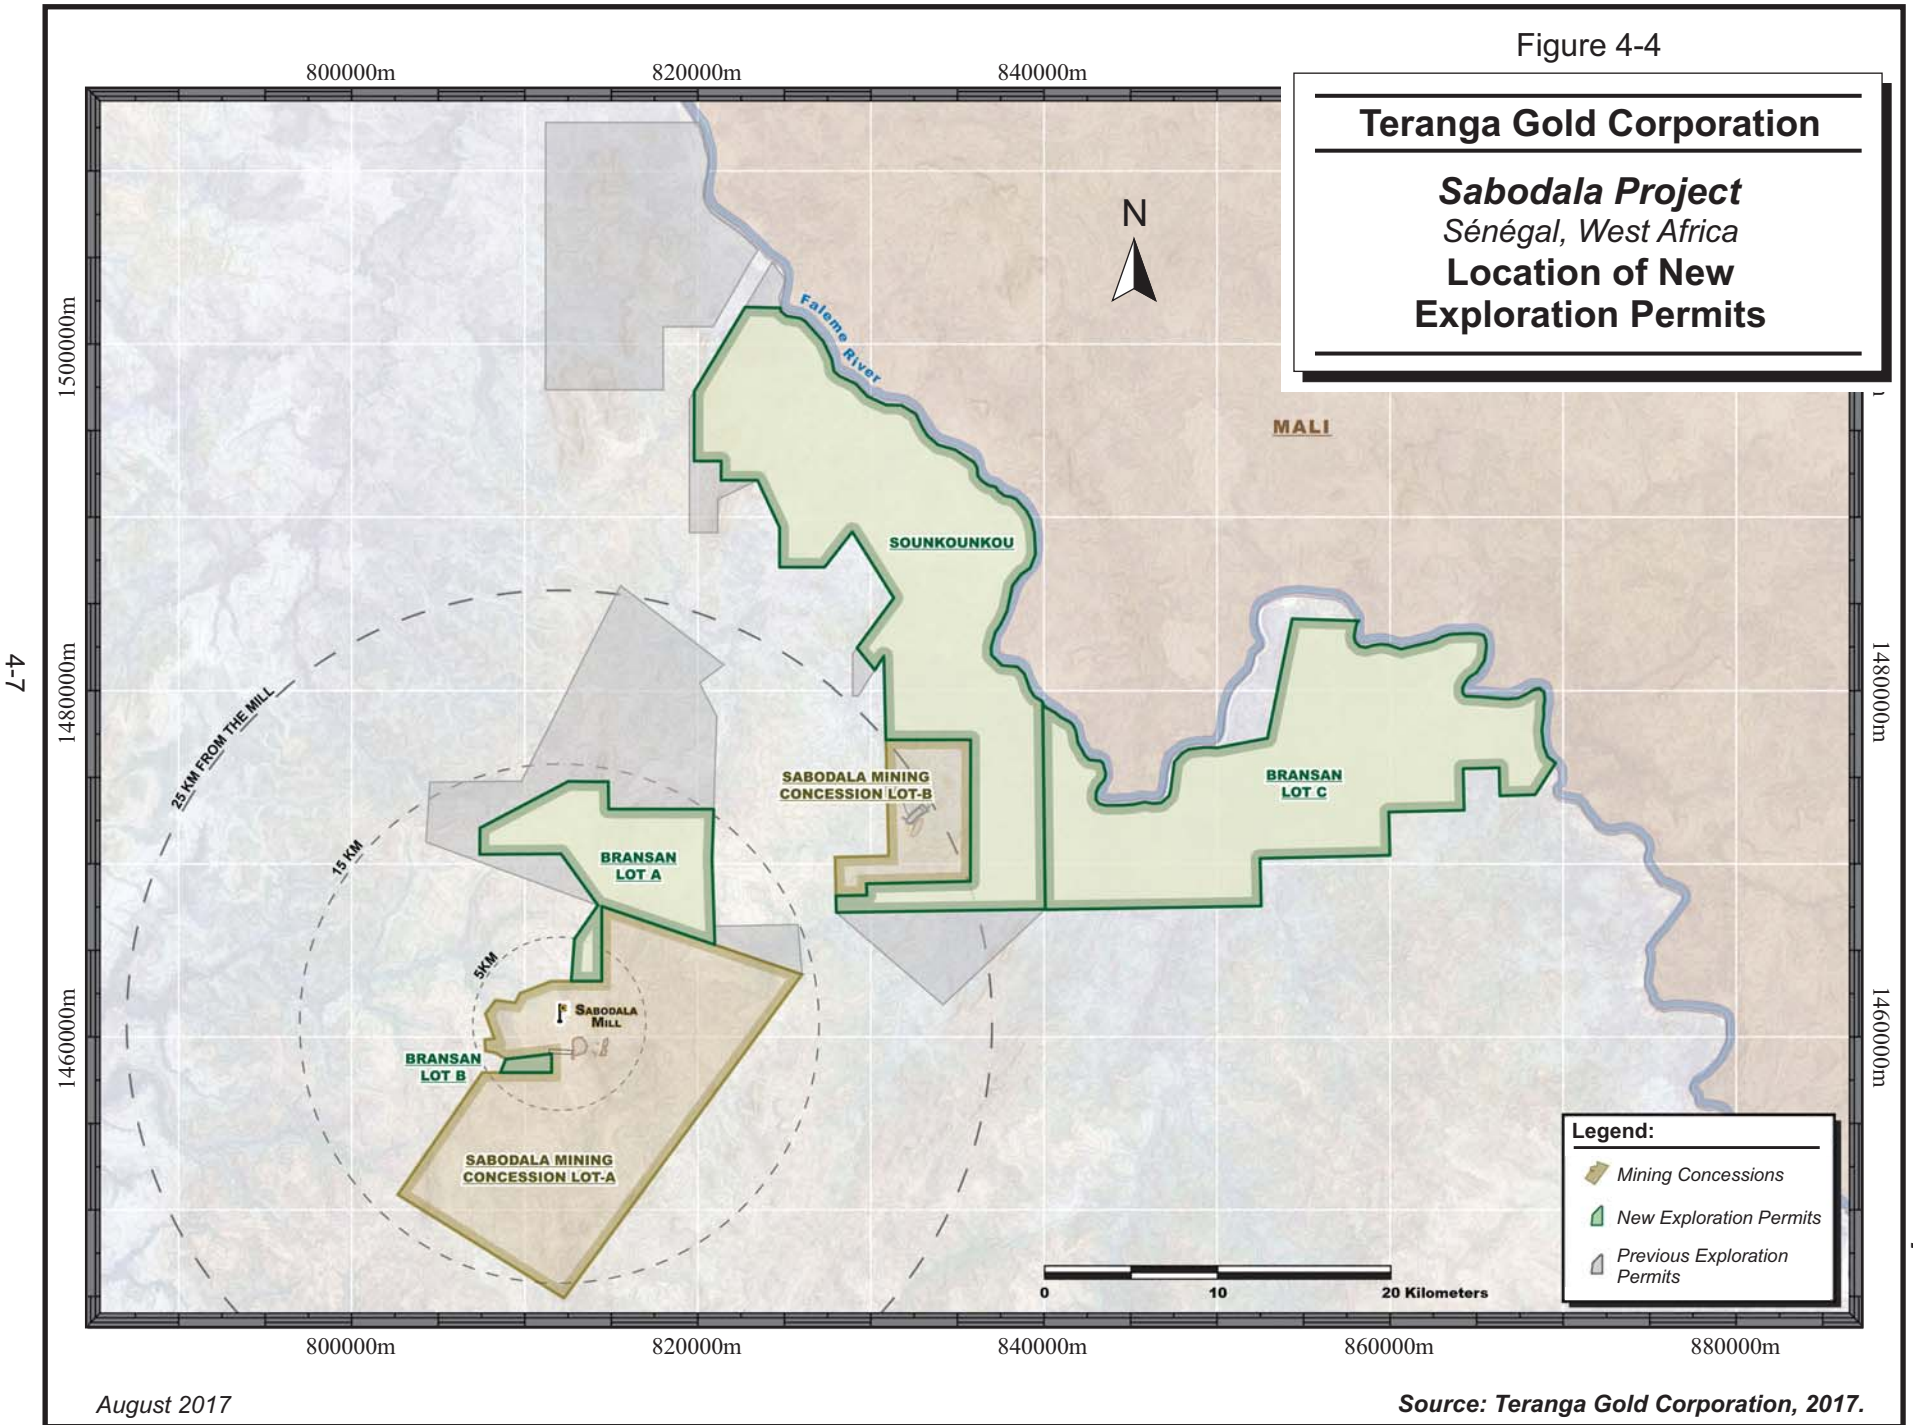 Figure 4-4
Teranga Gold Corporation
Sabodala Project
Sénégal, West Africa
Location of New
Exploration Permits
800000m
820000m
840000m
1500000m
1480000m
1460000m
1480000m
1460000m
N
Faleme River
MALI
SOUNKOUNKOU
25 KM FROM THE MILL
15 KM
5KM
SABODALA MINING
CONCESSION LOT-B
BRANSAN
LOT C
BRANSAN
LOT A
SABODALA
MILL
BRANSAN
LOT B
SABODALA MINING
CONCESSION LOT-A
Legend:
Mining Concessions
New Exploration Permits
Previous Exploration
Permits
0
10
20 Kilometers
800000m
820000m
840000m
860000m
880000m
4-7
August 2017
Source: Teranga Gold Corporation, 2017.